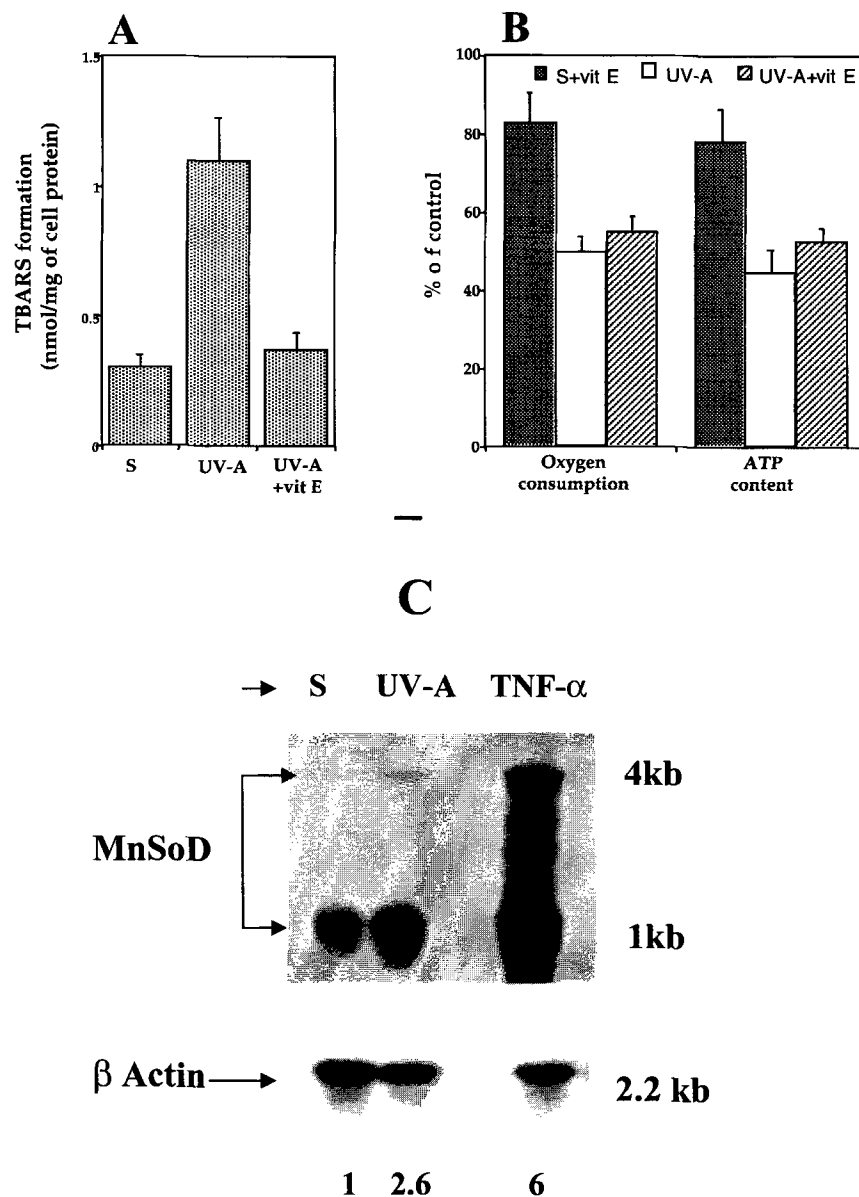 A
1.5
1
0.5
0
TBARS formation
(nmol/mg of cell protein)
S
UV-A
UV-A
+vit E
B
100
80
60
40
20
0
% o f control
S+vit E
UV-A
UV-A+vit E
Oxygen
consumption
ATP
content
C
→ S UV-A TNF-α
MnSoD
4kb
1kb
β Actin
2.2 kb
1 2.6 6